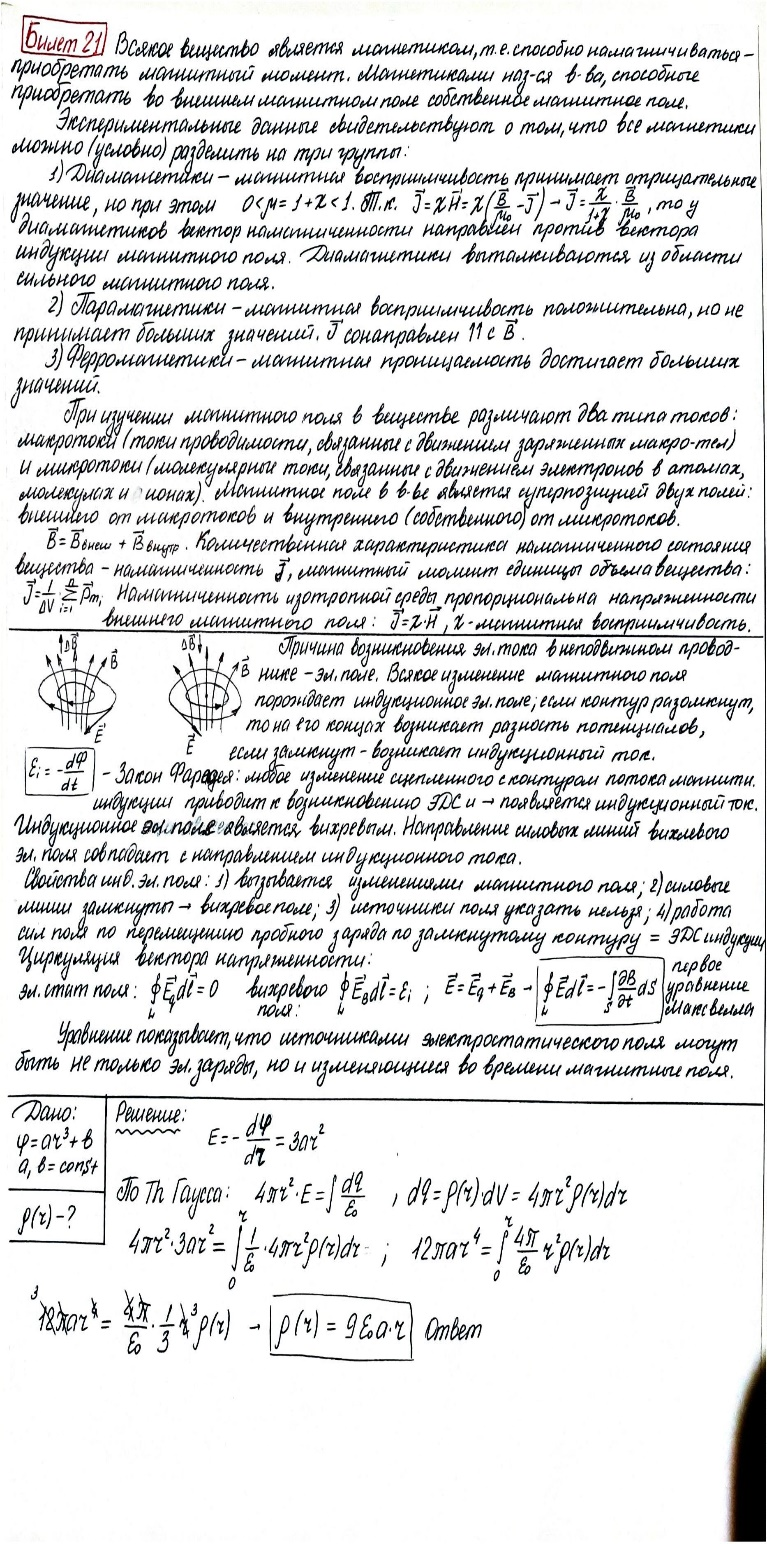 Билет 21 Всякое вещество является магнетиком, т.е. способно намагничиваться –
приобретать магнитный момент. Магнетиками наз-ся в-ва, способные
приобретать во внешнем магнитном поле собственное магнитное поле.
Экспериментальные данные свидетельствуют о том, что все магнетики
можно (условно) разделить на три группы:
1) Диамагнетики – магнитная восприимчивость принимает отрицательные
значение, но при этом 0<μ=1+χ<1. Т.к. J⃗=χH⃗=χ(B⃗/μ₀ - J⃗) → J⃗ = χ/(1+χ) · B⃗/μ₀, то у
диамагнетиков вектор намагниченности направлен против вектора
индукции магнитного поля. Диамагнетики выталкиваются из области
сильного магнитного поля.
2) Парамагнетики – магнитная восприимчивость положительна, но не
принимает больших значений. J⃗ сонаправлен ↑↑ с B⃗.
3) Ферромагнетики – магнитная проницаемость достигает больших
значений.
При изучении магнитного поля в веществе различают два типа токов:
макротоки (токи проводимости, связанные с движением заряженных макро-тел)
и микротоки (молекулярные токи, связанные с движением электронов в атомах,
молекулах и ионах). Магнитное поле в в-ве является суперпозицией двух полей:
внешнего от макротоков и внутреннего (собственного) от микротоков.
B⃗ = B⃗внеш + B⃗внутр. Количественная характеристика намагниченного состояния
вещества – намагниченность J⃗, магнитный момент единицы объема вещества:
J⃗ = 1/ΔV · Σ(i=1..n) p⃗mᵢ Намагниченность изотропной среды пропорциональна напряженности
внешнего магнитного поля: J⃗=χ·H⃗, χ - магнитная восприимчивость.
ΔB⃗ B⃗ E⃗ ΔB⃗ B⃗ E⃗
Причина возникновения эл. тока в неподвижном провод-
нике – эл. поле. Всякое изменение магнитного поля
порождает индукционное эл. поле; если контур разомкнут,
то на его концах возникает разность потенциалов,
если замкнут - возникает индукционный ток.
Ɛi = - dФ/dt – Закон Фарадея: любое изменение сцепленного с контуром потока магнитн.
индукции приводит к возникновению ЭДС и → появляется индукционный ток.
Индукционное эл. поле является вихревым. Направление силовых линий вихлевого
эл. поля совпадает с направлением индукционного тока.
Свойства инд. эл. поля: 1) вызывается изменениями магнитного поля; 2) силовые
линии замкнуты → вихревое поле; 3) источники поля указать нельзя; 4) работа
сил поля по перемещению пробного заряда по замкнутому контуру = ЭДС индукции
Циркуляция вектора напряженности:
эл. стат поля: ∮L E⃗q dl⃗ = 0 вихревого поля: ∮L E⃗в dl⃗ = Ɛi ; E⃗ = E⃗q + E⃗в → ∮L E⃗dl⃗ = -∫S ∂B⃗/∂t dS⃗ первое уравнение Максвелла
Уравнение показывает, что источниками электростатического поля могут
быть не только эл. заряды, но и изменяющиеся во времени магнитные поля.
Дано:
φ=ar³+b
a, b = const
ρ(r) - ?
Решение:
E = - dφ/dr = 3ar²
По Th Гаусса: 4πr²·E = ∫ dq/ε₀ , dq = ρ(r)·dV = 4πr²ρ(r)dr
4πr²·3ar² = ∫₀ʳ 1/ε₀ · 4πr²ρ(r)dr ; 12πar⁴ = ∫₀ʳ 4π/ε₀ r²ρ(r)dr
³ 12πar⁴ = 4π/ε₀ · 1/3 r³ρ(r) → ρ(r) = 9ε₀a·r Ответ